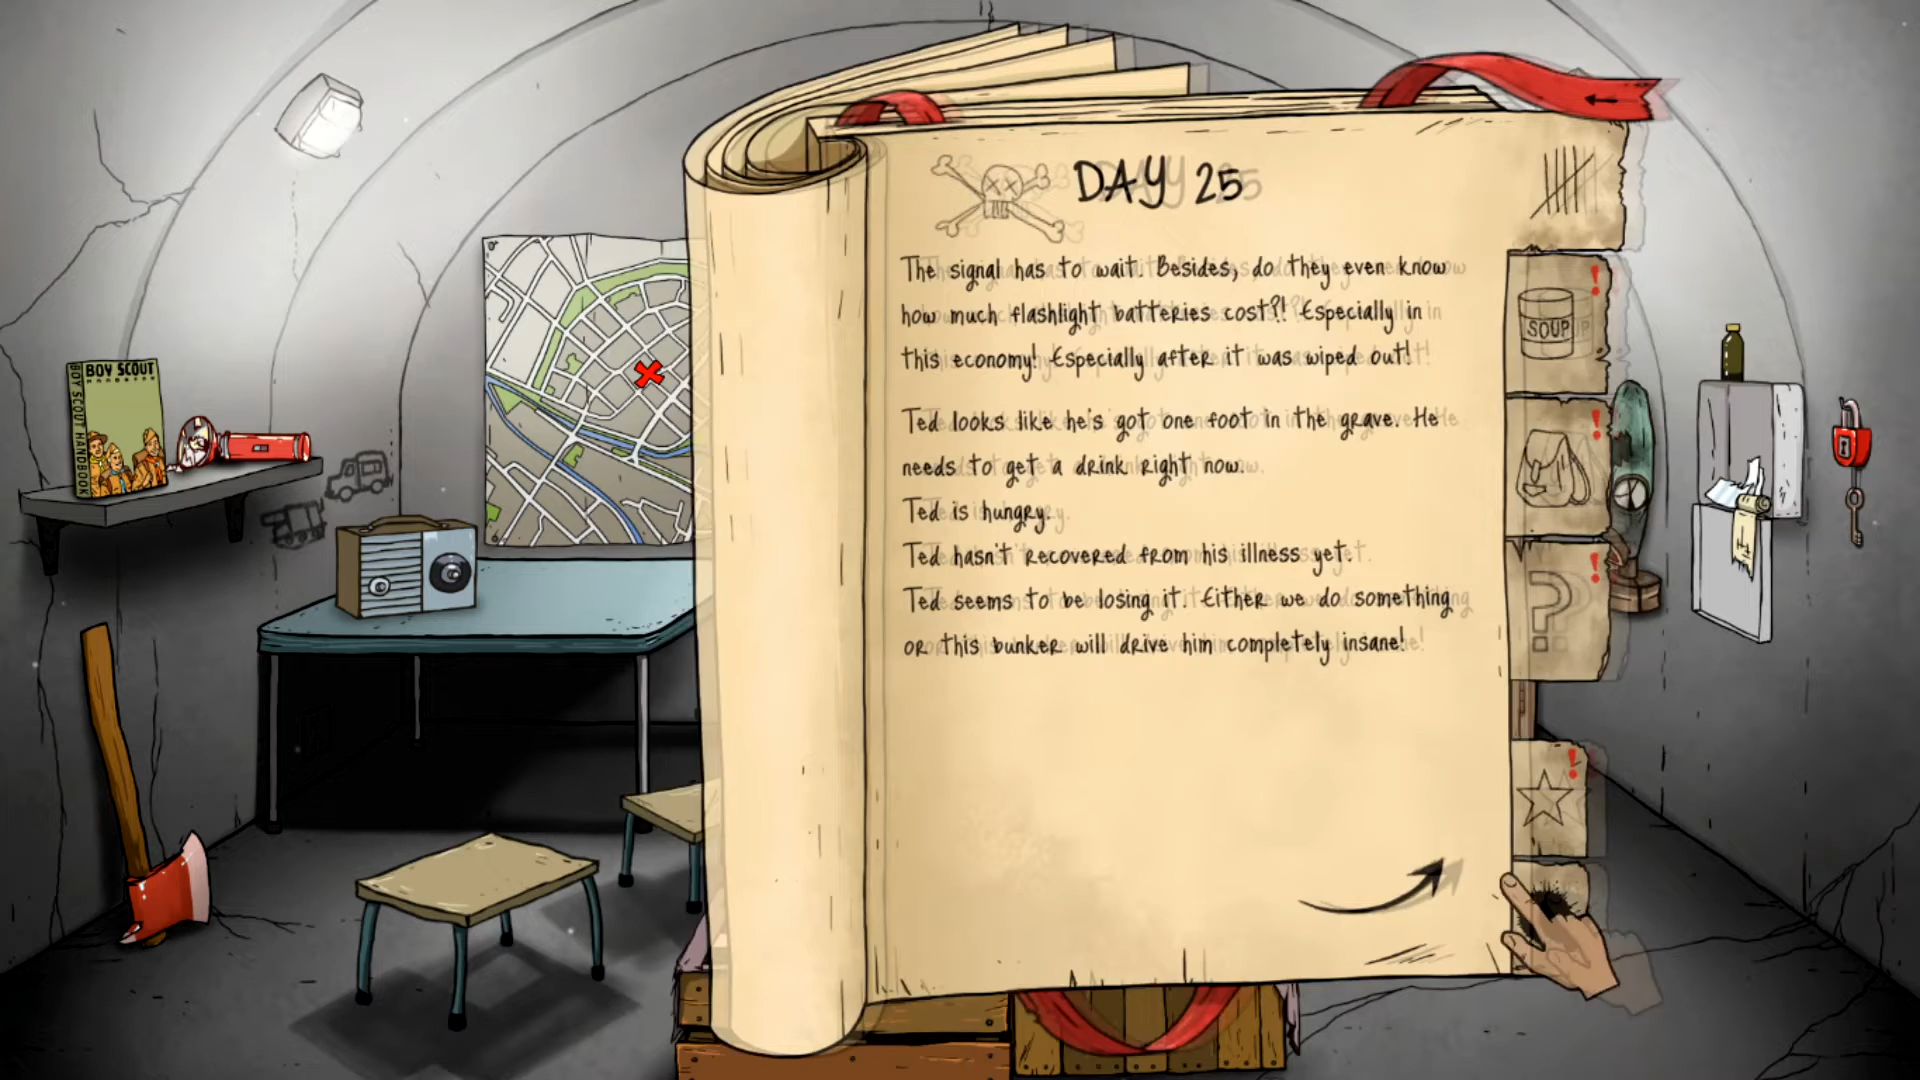 DAY 25
The signal has to wait. Besides, do they even know
how much flashlight batteries cost?! Especially in
this economy! Especially after it was wiped out!
Ted looks like he's got one foot in the grave. He
needs to get a drink right now.
Ted is hungry.
Ted hasn't recovered from his illness yet.
Ted seems to be losing it. Either we do something
or this bunker will drive him completely insane!
BOY SCOUT
HANDBOOK
BOY SCOUT HANDBOOK
!
SOUP
!
!
?
!